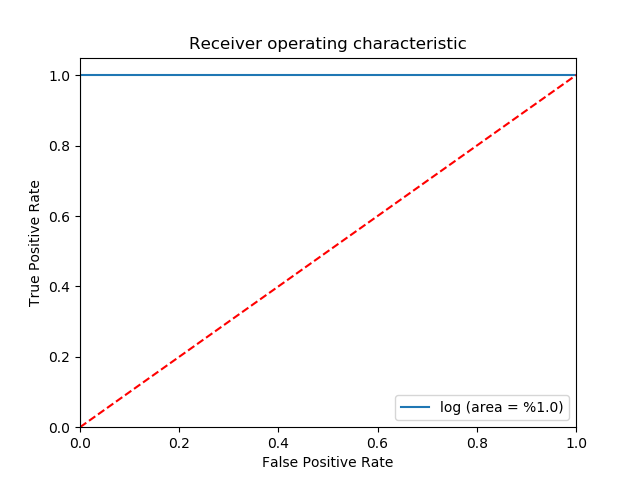 Receiver operating characteristic
True Positive Rate
1.0
0.8
0.6
0.4
0.2
0.0
log (area = %1.0)
0.0 0.2 0.4 0.6 0.8 1.0
False Positive Rate